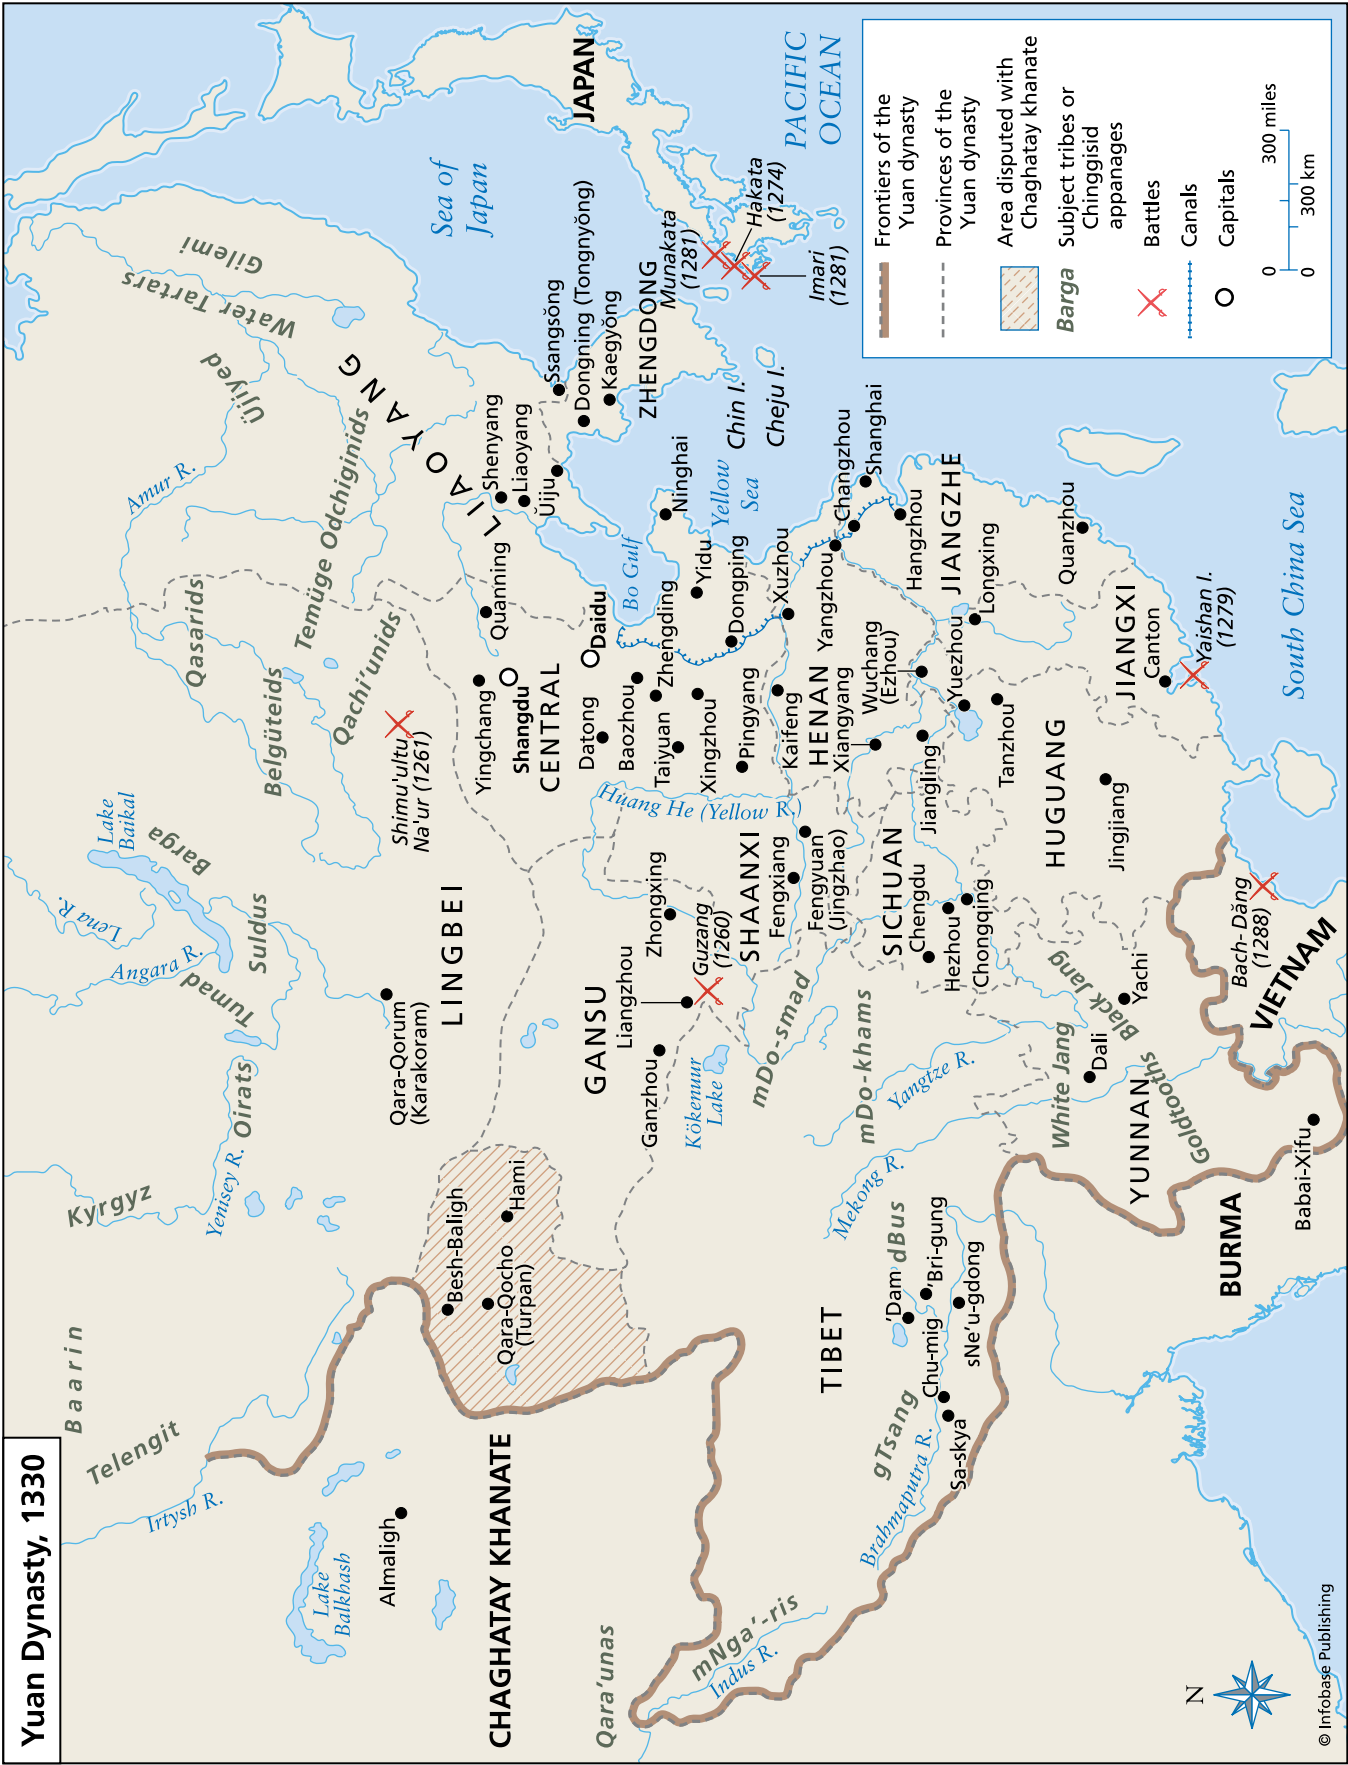 Yuan Dynasty, 1330
Baarin
Telengit
Irtysh R.
Kyrgyz
Yenisey R.
Oirats
Tumad
Angara R.
Lena R.
Lake
Baikal
Barga
Suldus
Belgüteids
Qasarids
Temüge Odchiginids
Qachi'unids
Amur R.
Üjiyed
Water Tartars
Gilemi
LIAOYANG
Lake
Balkhash
Almaligh
CHAGHATAY KHANATE
Qara'unas
Besh-Baligh
Qara-Qocho
(Turpan)
Hami
Qara-Qorum
(Karakoram)
LINGBEI
Shimu'ultu
Na'ur (1261)
Yingchang
Shangdu
CENTRAL
Quanning
Shenyang
Liaoyang
Ŭiju
Ssangsŏng
Dongning (Tongnyŏng)
Kaegyŏng
ZHENGDONG
Sea of
Japan
JAPAN
PACIFIC
OCEAN
Munakata
(1281)
Hakata
(1274)
Imari
(1281)
Chin I.
Cheju I.
Yellow
Sea
Bo Gulf
Daidu
Datong
Baozhou
Taiyuan
Zhengding
Xingzhou
Pingyang
Yidu
Ninghai
Dongping
Xuzhou
Kaifeng
HENAN
Yangzhou
Changzhou
Shanghai
Hangzhou
JIANGZHE
Longxing
Quanzhou
Xiangyang
Wuchang
(Ezhou)
Yuezhou
Jiangling
Tanzhou
HUGUANG
Jingjiang
JIANGXI
Canton
Yaishan I.
(1279)
South China Sea
Huang He (Yellow R.)
GANSU
Liangzhou
Ganzhou
Zhongxing
Guzang
(1260)
Kökenuur
Lake
SHAANXI
Fengxiang
Fengyuan
(Jingzhao)
SICHUAN
Chengdu
Hezhou
Chongqing
mDo-smad
mDo-khams
Yangtze R.
Mekong R.
White Jang
Black Jang
Goldtooths
Yachi
Dali
YUNNAN
Bach- Dăng
(1288)
VIETNAM
Babai-Xifu
BURMA
TIBET
dBus
'Dam
'Bri-gung
sNe'u-gdong
Chu-mig
gTsang
Sa-skya
Brahmaputra R.
mNga'-ris
Indus R.
N
© Infobase Publishing
Frontiers of the
Yuan dynasty
Provinces of the
Yuan dynasty
Area disputed with
Chaghatay khanate
Barga
Subject tribes or
Chinggisid
appanages
Battles
Canals
Capitals
0
300 miles
0
300 km